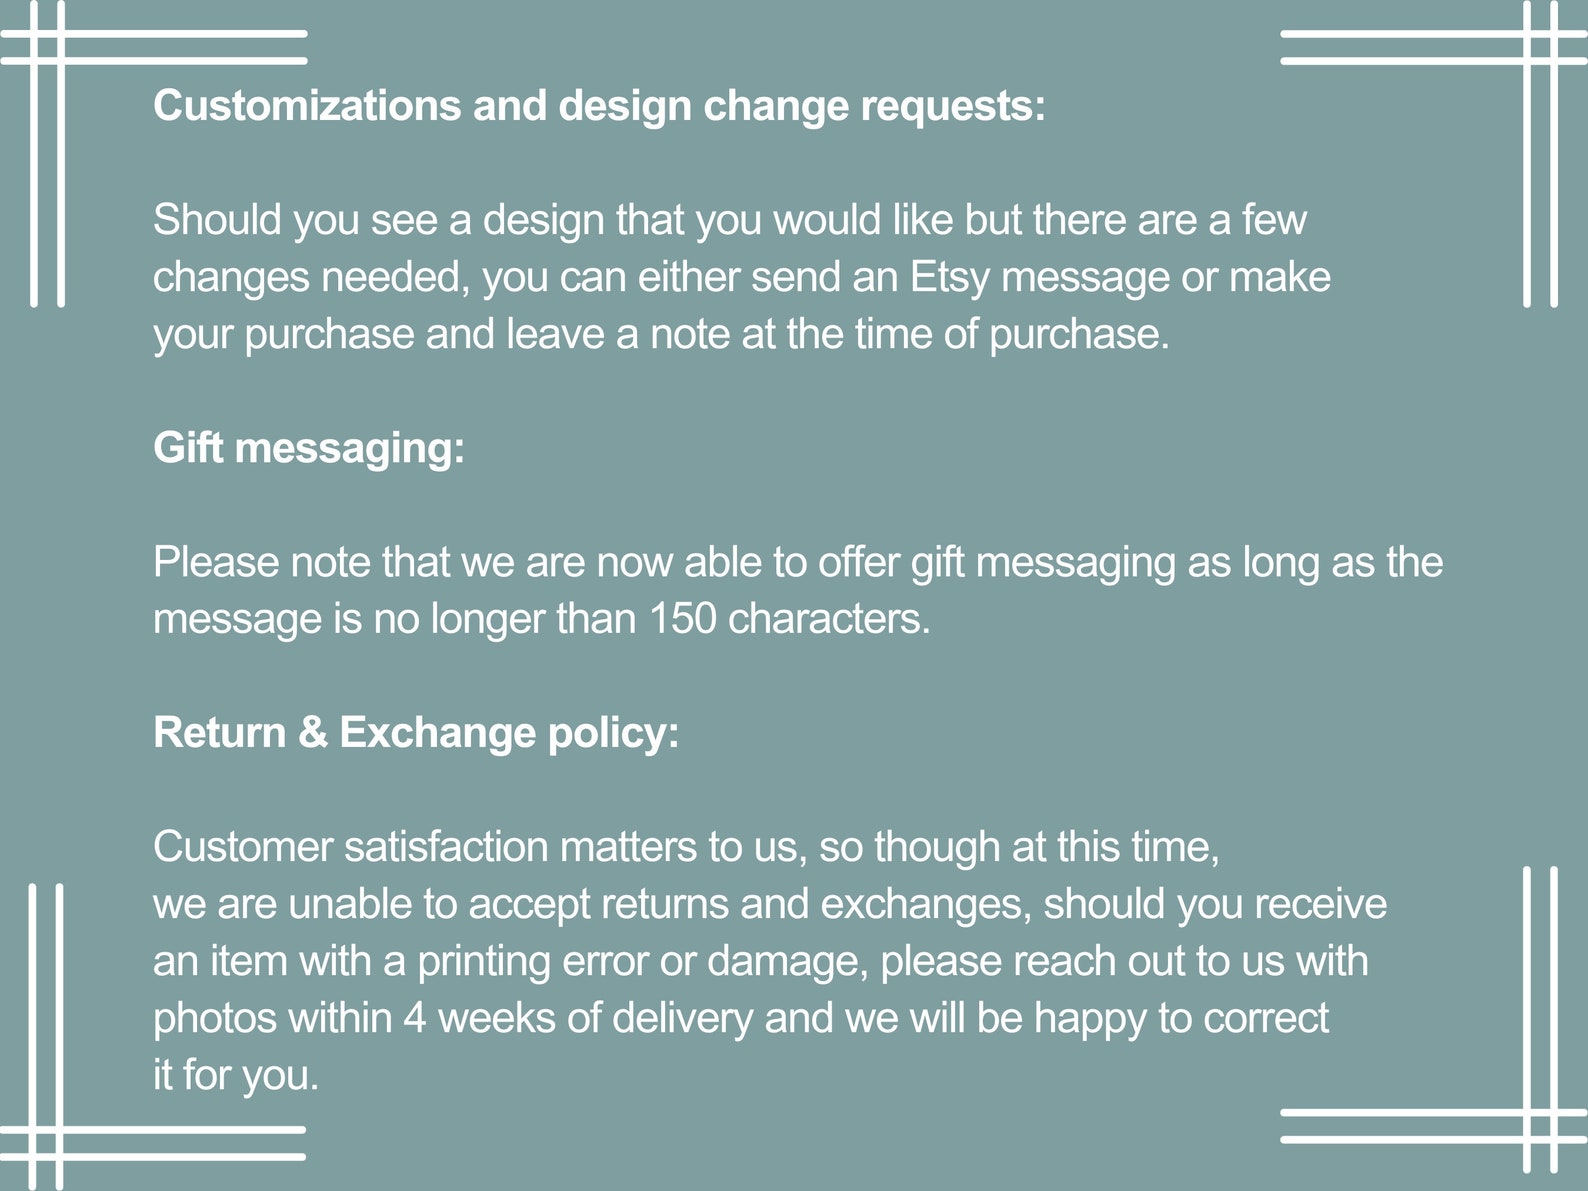 Customizations and design change requests:
Should you see a design that you would like but there are a few
changes needed, you can either send an Etsy message or make
your purchase and leave a note at the time of purchase.
Gift messaging:
Please note that we are now able to offer gift messaging as long as the
message is no longer than 150 characters.
Return & Exchange policy:
Customer satisfaction matters to us, so though at this time,
we are unable to accept returns and exchanges, should you receive
an item with a printing error or damage, please reach out to us with
photos within 4 weeks of delivery and we will be happy to correct
it for you.